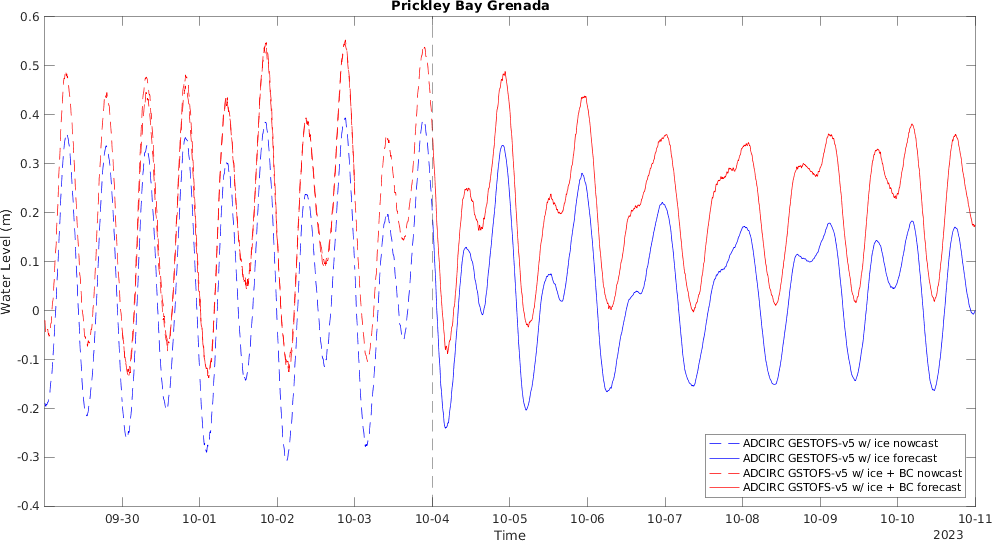 Prickley Bay Grenada
0.6
0.5
0.4
0.3
0.2
0.1
0
-0.1
-0.2
-0.3
-0.4
Water Level (m)
ADCIRC GESTOFS-v5 w/ ice nowcast
ADCIRC GESTOFS-v5 w/ ice forecast
ADCIRC GSTOFS-v5 w/ ice + BC nowcast
ADCIRC GSTOFS-v5 w/ ice + BC forecast
09-30 10-01 10-02 10-03 10-04 10-05 10-06 10-07 10-08 10-09 10-10 10-11
Time
2023